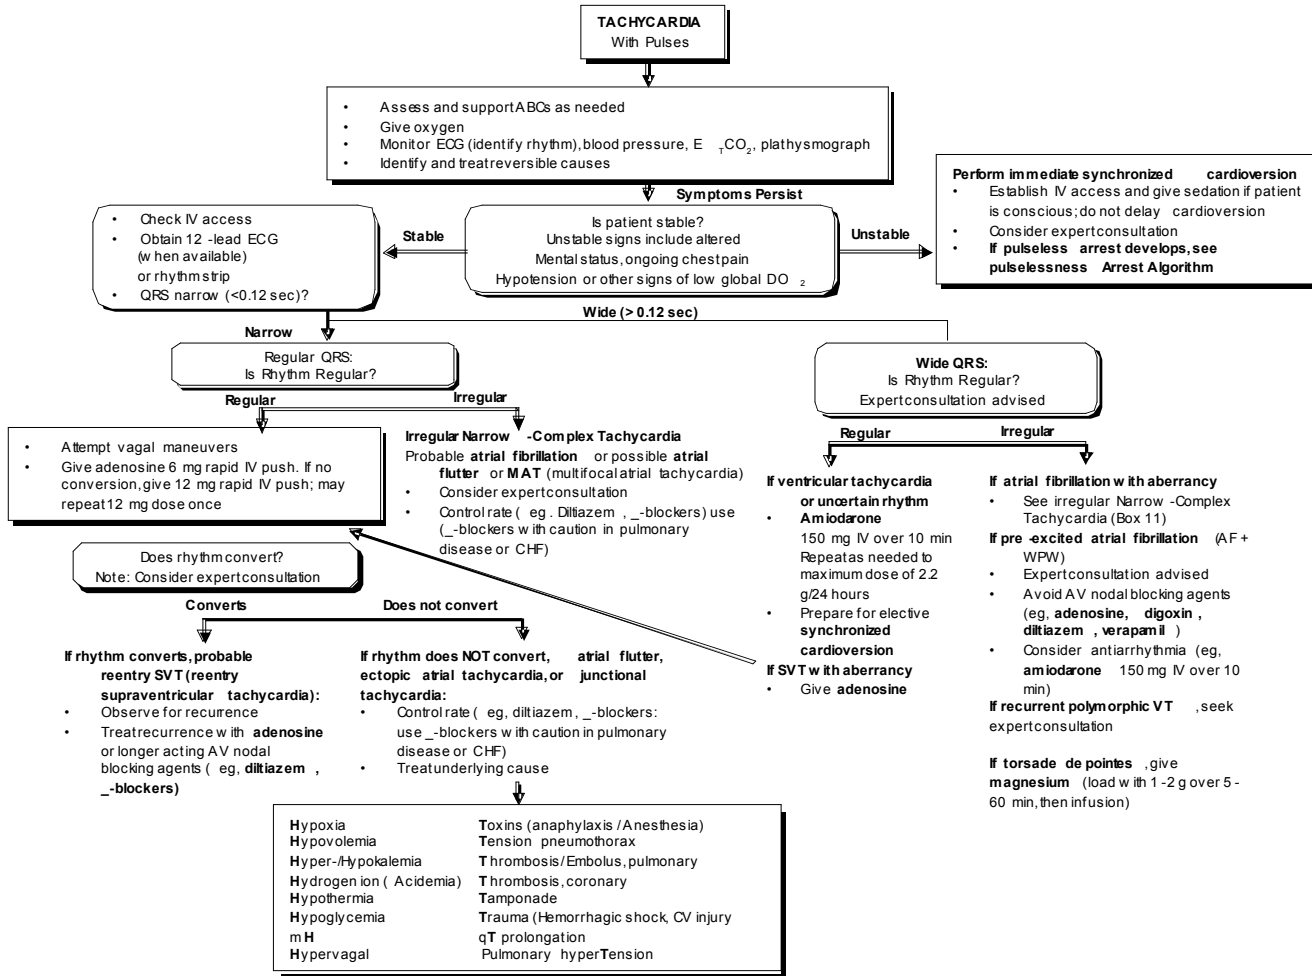 TACHYCARDIA
With Pulses
• Assess and support ABCs as needed
• Give oxygen
• Monitor ECG (identify rhythm), blood pressure, E TCO2, plathysmograph
• Identify and treat reversible causes
Symptoms Persist
Is patient stable?
Unstable signs include altered
Mental status, ongoing chest pain
Hypotension or other signs of low global DO 2
Stable
Unstable
Perform immediate synchronized cardioversion
• Establish IV access and give sedation if patient
is conscious; do not delay cardioversion
• Consider expert consultation
• If pulseless arrest develops, see
pulselessness Arrest Algorithm
• Check IV access
• Obtain 12 -lead ECG
(when available)
or rhythm strip
• QRS narrow (<0.12 sec)?
Wide (> 0.12 sec)
Narrow
Regular QRS:
Is Rhythm Regular?
Wide QRS:
Is Rhythm Regular?
Expert consultation advised
Regular
Irregular
• Attempt vagal maneuvers
• Give adenosine 6 mg rapid IV push. If no
conversion, give 12 mg rapid IV push; may
repeat 12 mg dose once
Irregular Narrow -Complex Tachycardia
Probable atrial fibrillation or possible atrial
flutter or MAT (multifocal atrial tachycardia)
• Consider expert consultation
• Control rate ( eg. Diltiazem , _-blockers) use
(_-blockers with caution in pulmonary
disease or CHF)
Does rhythm convert?
Note: Consider expert consultation
Converts
Does not convert
If rhythm converts, probable
reentry SVT (reentry
supraventricular tachycardia):
• Observe for recurrence
• Treat recurrence with adenosine
or longer acting AV nodal
blocking agents ( eg, diltiazem ,
_-blockers)
If rhythm does NOT convert, atrial flutter,
ectopic atrial tachycardia, or junctional
tachycardia:
• Control rate ( eg, diltiazem , _-blockers:
use _-blockers with caution in pulmonary
disease or CHF)
• Treat underlying cause
Regular
Irregular
If ventricular tachycardia
or uncertain rhythm
• Amiodarone
150 mg IV over 10 min
Repeat as needed to
maximum dose of 2.2
g/24 hours
• Prepare for elective
synchronized
cardioversion
If SVT with aberrancy
• Give adenosine
If atrial fibrillation with aberrancy
• See irregular Narrow -Complex
Tachycardia (Box 11)
If pre -excited atrial fibrillation (AF +
WPW)
• Expert consultation advised
• Avoid AV nodal blocking agents
(eg, adenosine, digoxin ,
diltiazem , verapamil )
• Consider antiarrhythmia (eg,
amiodarone 150 mg IV over 10
min)
If recurrent polymorphic VT , seek
expert consultation
If torsade de pointes , give
magnesium (load with 1 -2 g over 5 -
60 min, then infusion)
Hypoxia Toxins (anaphylaxis / Anesthesia)
Hypovolemia Tension pneumothorax
Hyper-/Hypokalemia Thrombosis/Embolus, pulmonary
Hydrogen ion ( Acidemia) Thrombosis, coronary
Hypothermia Tamponade
Hypoglycemia Trauma (Hemorrhagic shock, CV injury
mH qT prolongation
Hypervagal Pulmonary hyperTension